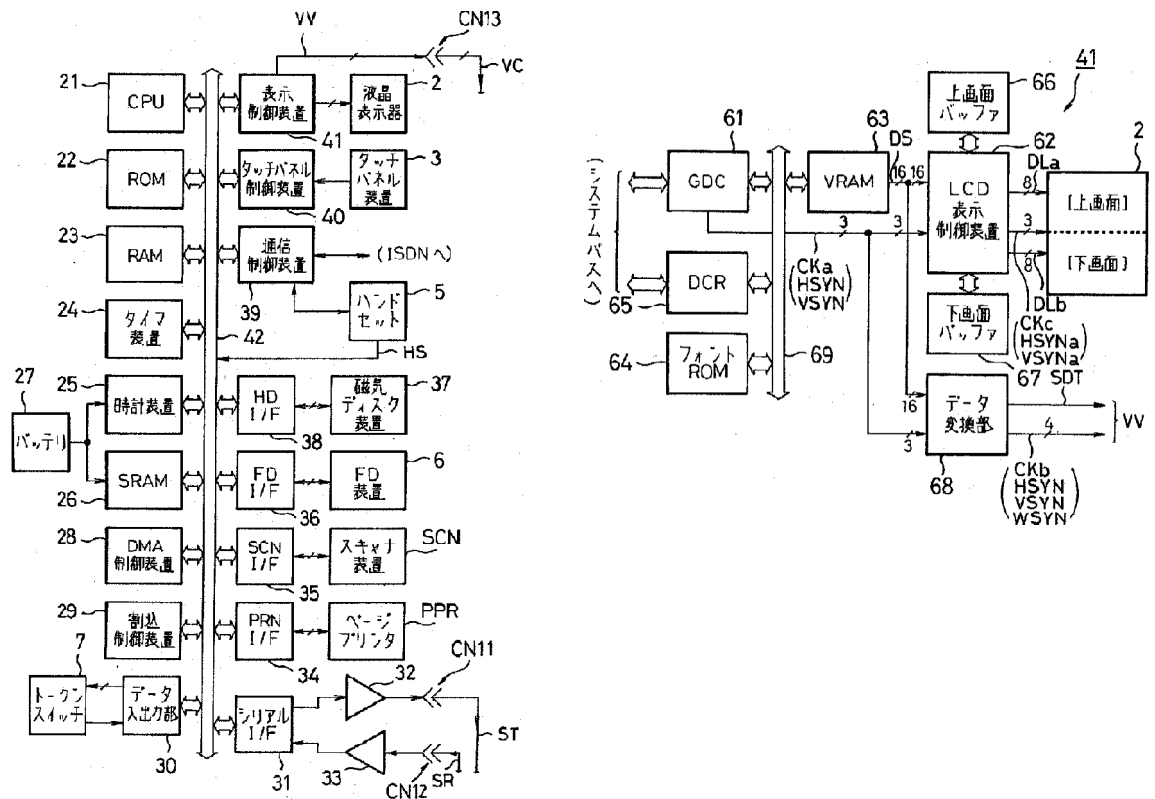 VV
CN13
VC
21
CPU
表示
制御装置
41
液晶
表示器
2
22
ROM
タッチパネル
制御装置
40
タッチ
パネル装置
3
23
RAM
通信
制御装置
39
(ISDNへ)
24
タイマ
装置
42
ハンド
セット
5
HS
27
バッテリ
25
時計装置
HD
I/F
38
磁気
ディスク
装置
37
26
SRAM
FD
I/F
36
FD
装置
6
28
DMA
制御装置
SCN
I/F
35
スキャナ
装置
SCN
29
割込
制御装置
PRN
I/F
34
ページ
プリンタ
PPR
7
トークン
スイッチ
データ
入出力部
30
シリアル
I/F
31
32
CN11
33
CN12
SR
ST
41
66
上画面
バッファ
61
GDC
63
VRAM
DS
16
16
62
LCD
表示
制御装置
DLa
8
2
[上画面]
[下画面]
3
8
DLb
(システムバスへ)
3
3
CKa
HSYN
VSYN
65
DCR
64
フォント
ROM
69
下画面
バッファ
67
CKc
HSYNa
VSYNa
16
3
データ
変換部
68
SDT
4
VV
CKb
HSYN
VSYN
WSYN